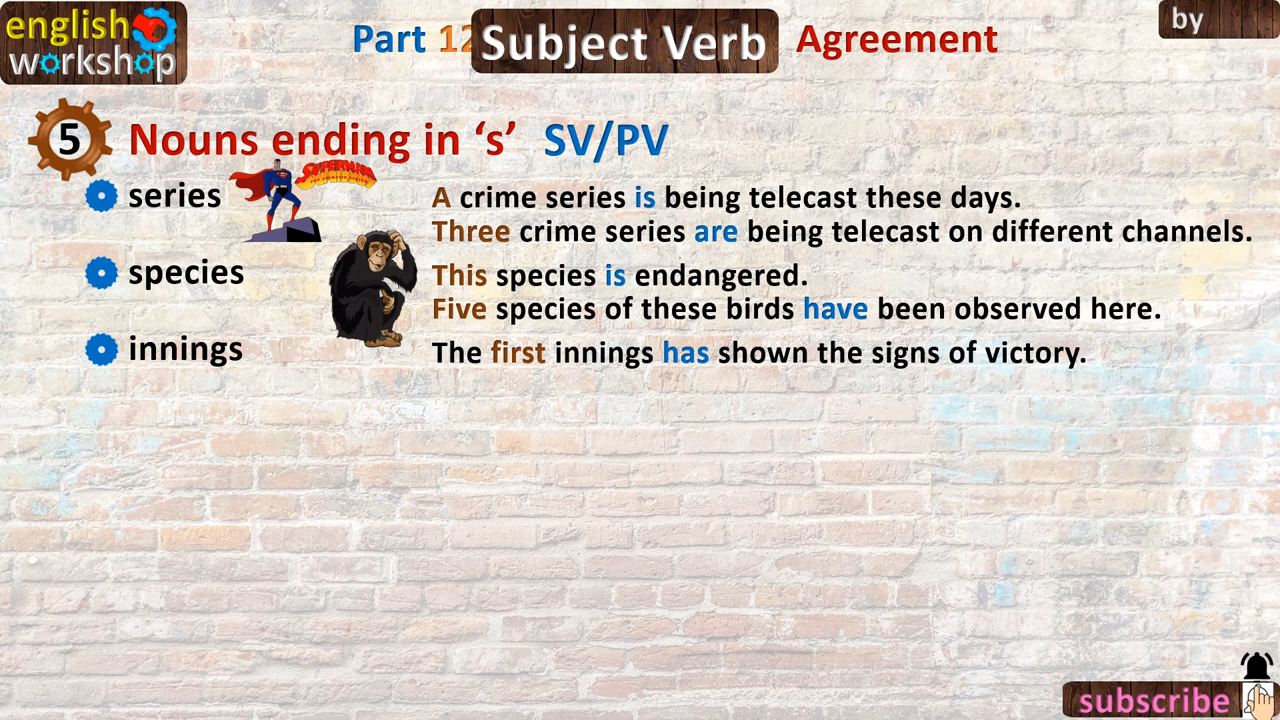 english
workshop
Part 12 Subject Verb Agreement
by
5 Nouns ending in ‘s’ SV/PV
series
SUPERMAN
A crime series is being telecast these days.
Three crime series are being telecast on different channels.
species
This species is endangered.
Five species of these birds have been observed here.
innings
The first innings has shown the signs of victory.
subscribe